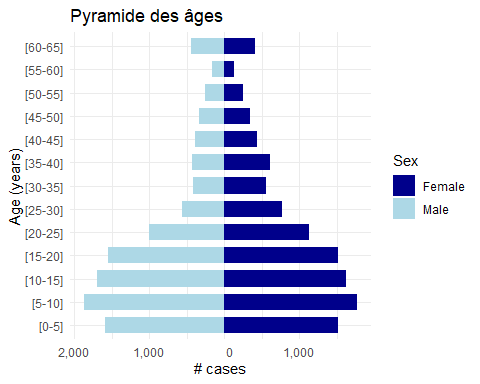 Pyramide des âges
Age (years)
[60-65]
[55-60]
[50-55]
[45-50]
[40-45]
[35-40]
[30-35]
[25-30]
[20-25]
[15-20]
[10-15]
[5-10]
[0-5]
2,000 1,000 0 1,000
# cases
Sex
Female
Male